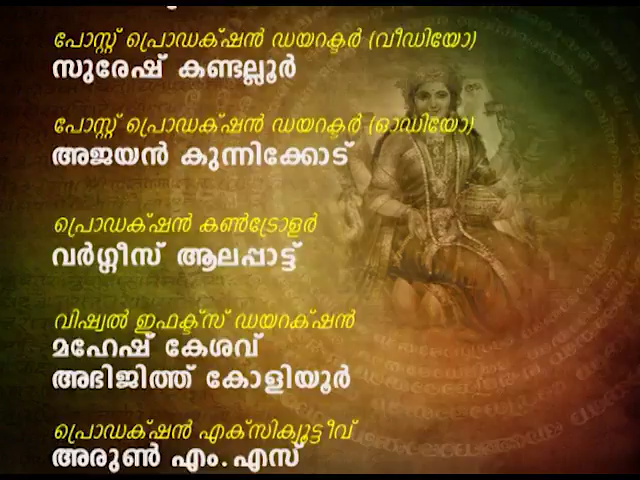 പോസ്റ്റ് പ്രൊഡക്ഷൻ ഡയറക്ടർ (വീഡിയോ)
സുരേഷ് കണ്ടല്ലൂർ
പോസ്റ്റ് പ്രൊഡക്ഷൻ ഡയറക്ടർ (ഓഡിയോ)
അജയൻ കുന്നിക്കോട്
പ്രൊഡക്ഷൻ കൺട്രോളർ
വർഗ്ഗീസ് ആലപ്പാട്ട്
വിഷ്വൽ ഇഫക്ട്സ് ഡയറക്ഷൻ
മഹേഷ് കേശവ്
അഭിജിത്ത് കോളിയൂർ
പ്രൊഡക്ഷൻ എക്സിക്യൂട്ടീവ്
അരുൺ എം.എസ്